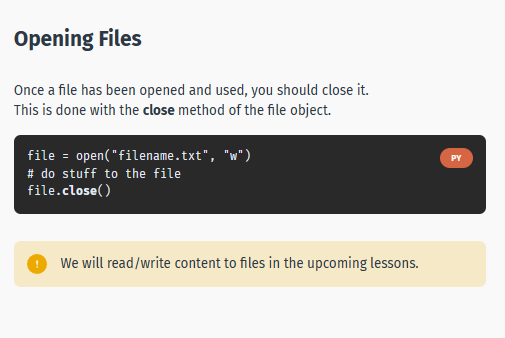 Opening Files
Once a file has been opened and used, you should close it.
This is done with the close method of the file object.
file = open("filename.txt", "w")
PY
# do stuff to the file
file.close()
! We will read/write content to files in the upcoming lessons.